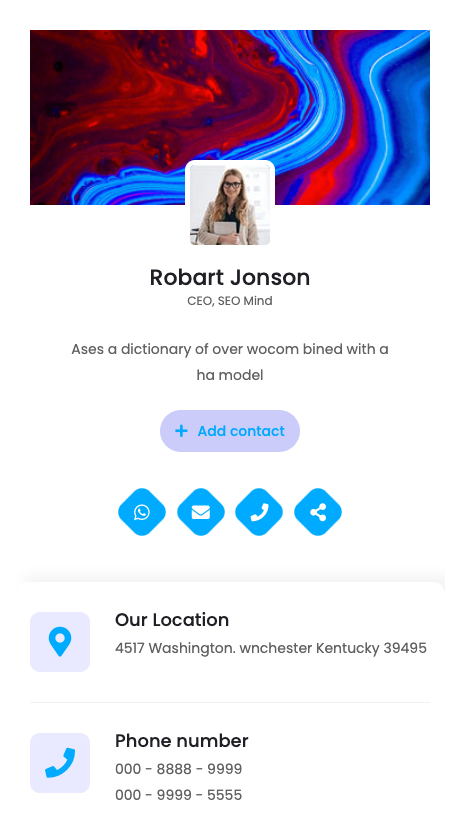 Robart Jonson
CEO, SEO Mind
Ases a dictionary of over wocom bined with a
ha model
Add contact
Our Location
4517 Washington. wnchester Kentucky 39495
Phone number
000 - 8888 - 9999
000 - 9999 - 5555